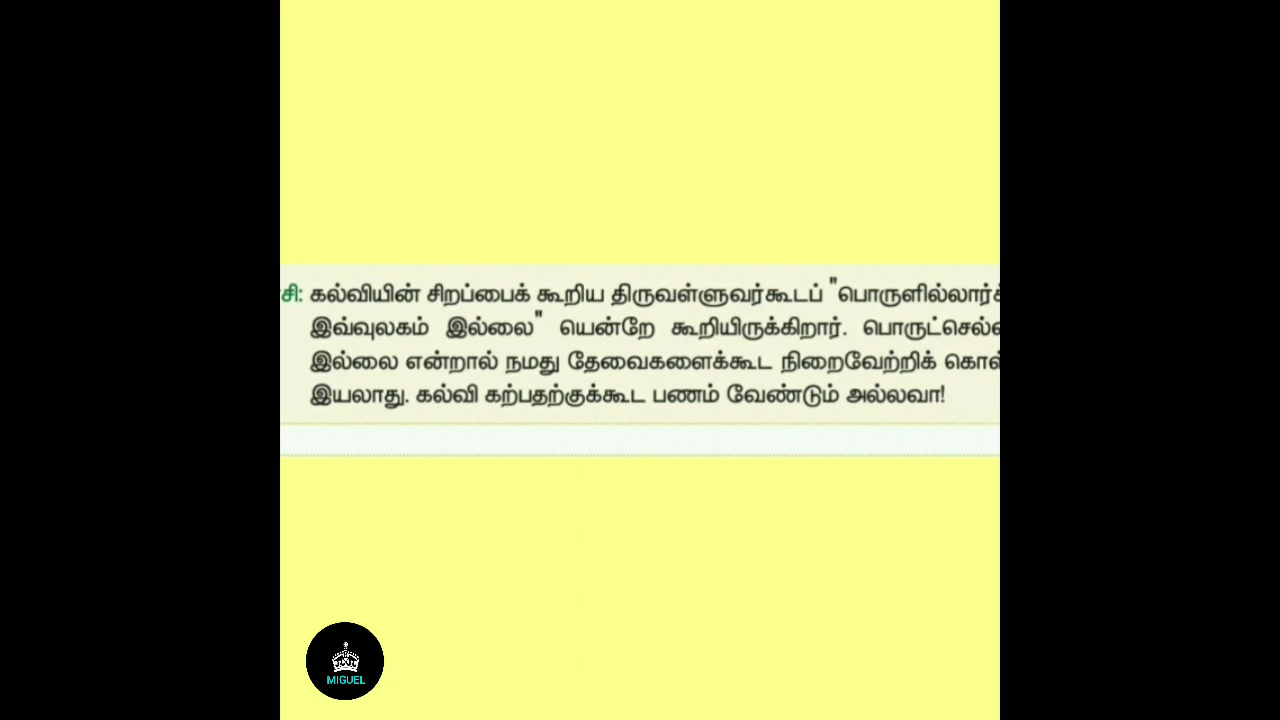 சி: கல்வியின் சிறப்பைக் கூறிய திருவள்ளுவர்கூடப் "பொருளில்லார்க்
இவ்வுலகம் இல்லை" யென்றே கூறியிருக்கிறார். பொருட்செல்
இல்லை என்றால் நமது தேவைகளைக்கூட நிறைவேற்றிக் கொள்
இயலாது. கல்வி கற்பதற்குக்கூட பணம் வேண்டும் அல்லவா!
MIGUEL